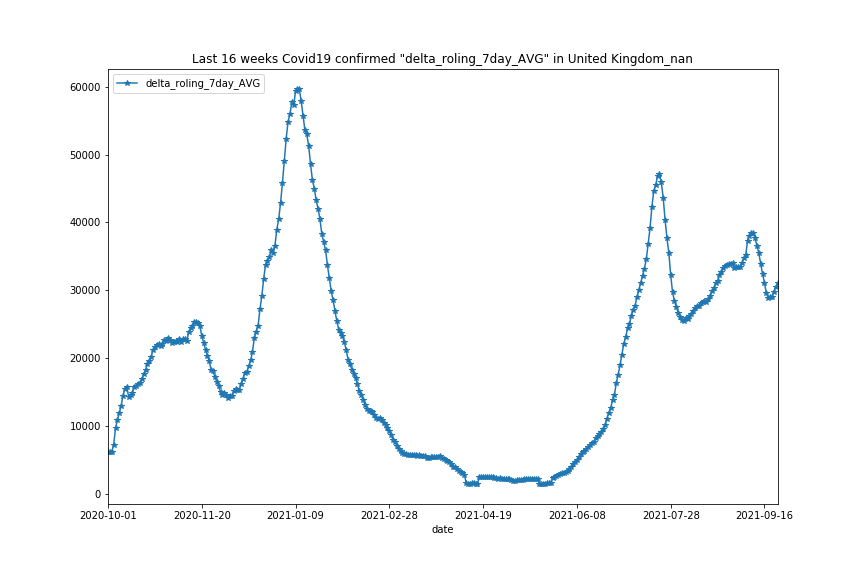 Last 16 weeks Covid19 confirmed "delta_roling_7day_AVG" in United Kingdom_nan
delta_roling_7day_AVG
60000
50000
40000
30000
20000
10000
0
2020-10-01 2020-11-20 2021-01-09 2021-02-28 2021-04-19 2021-06-08 2021-07-28 2021-09-16
date